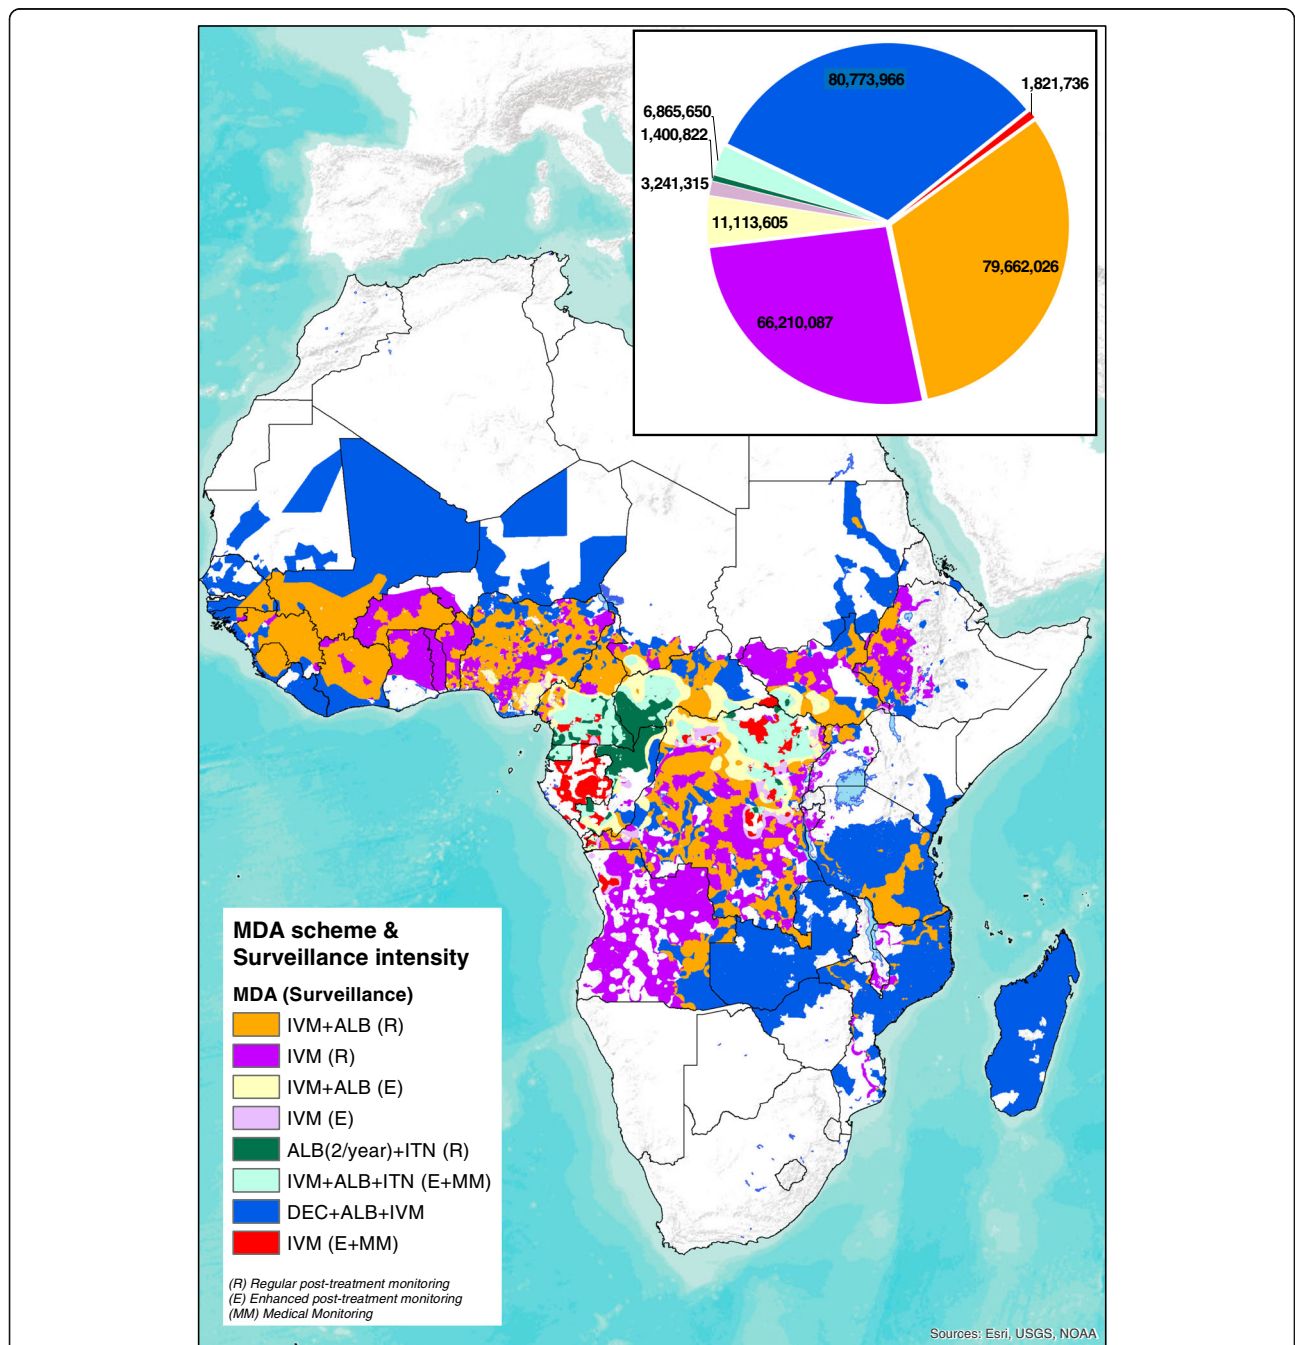 80,773,966
1,821,736
6,865,650
1,400,822
3,241,315
11,113,605
79,662,026
66,210,087
MDA scheme &
Surveillance intensity
MDA (Surveillance)
IVM+ALB (R)
IVM (R)
IVM+ALB (E)
IVM (E)
ALB(2/year)+ITN (R)
IVM+ALB+ITN (E+MM)
DEC+ALB+IVM
IVM (E+MM)
(R) Regular post-treatment monitoring
(E) Enhanced post-treatment monitoring
(MM) Medical Monitoring
Sources: Esri, USGS, NOAA